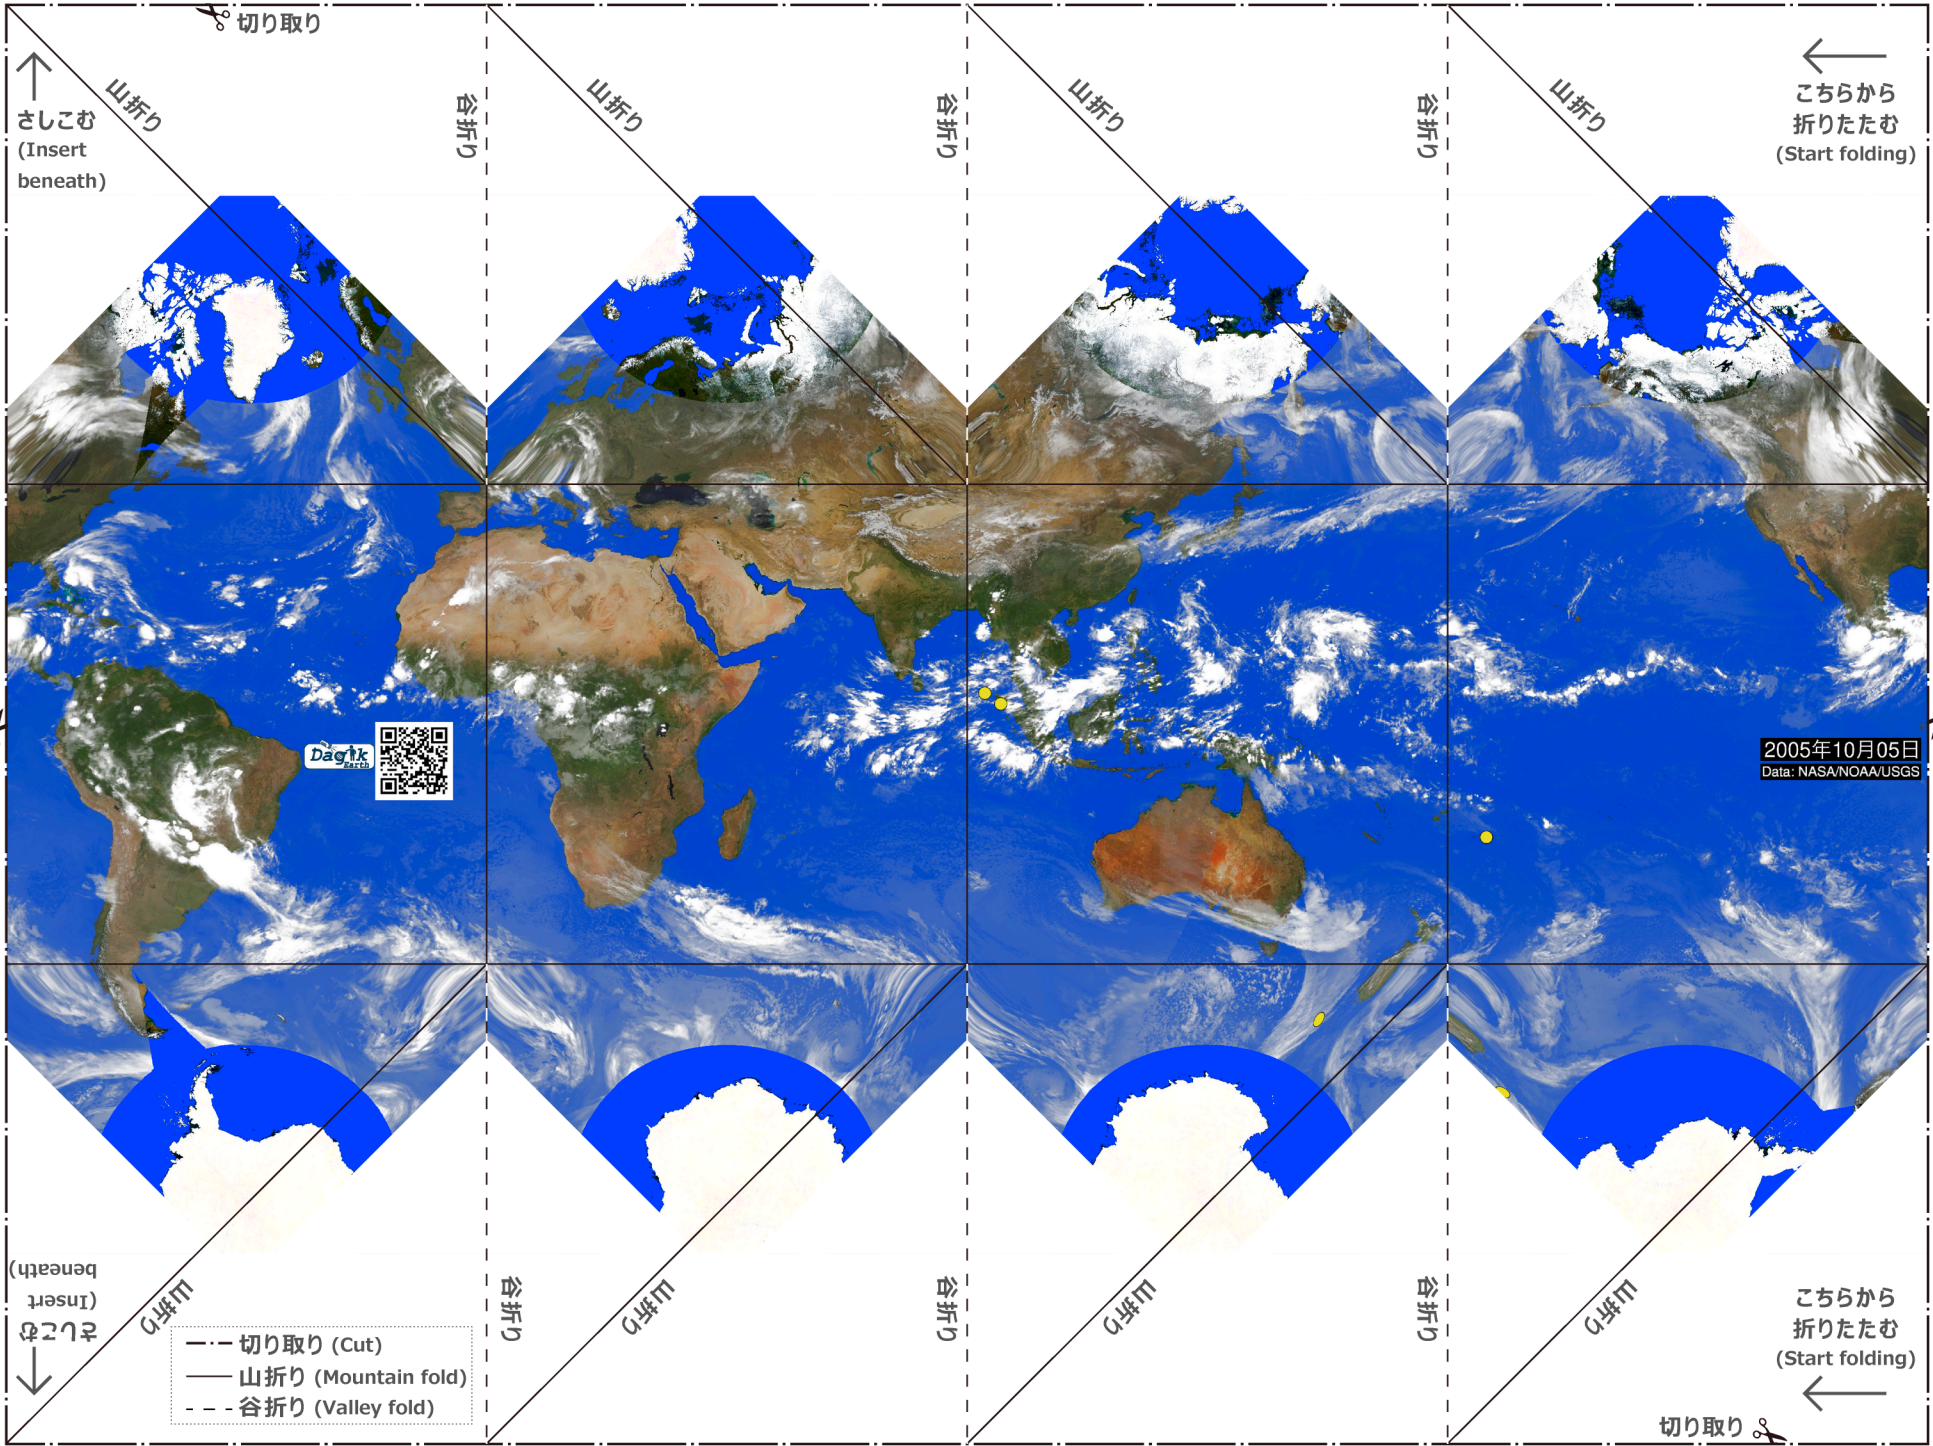 切り取り
山折り
谷折り
山折り
谷折り
山折り
谷折り
山折り
さしこむ
(Insert
beneath)
こちらから
折りたたむ
(Start folding)
Dagik
Earth
2005年10月05日
Data: NASA/NOAA/USGS
さしこむ
(Insert
beneath)
山折り
谷折り
山折り
谷折り
山折り
谷折り
山折り
こちらから
折りたたむ
(Start folding)
切り取り (Cut)
山折り (Mountain fold)
谷折り (Valley fold)
切り取り